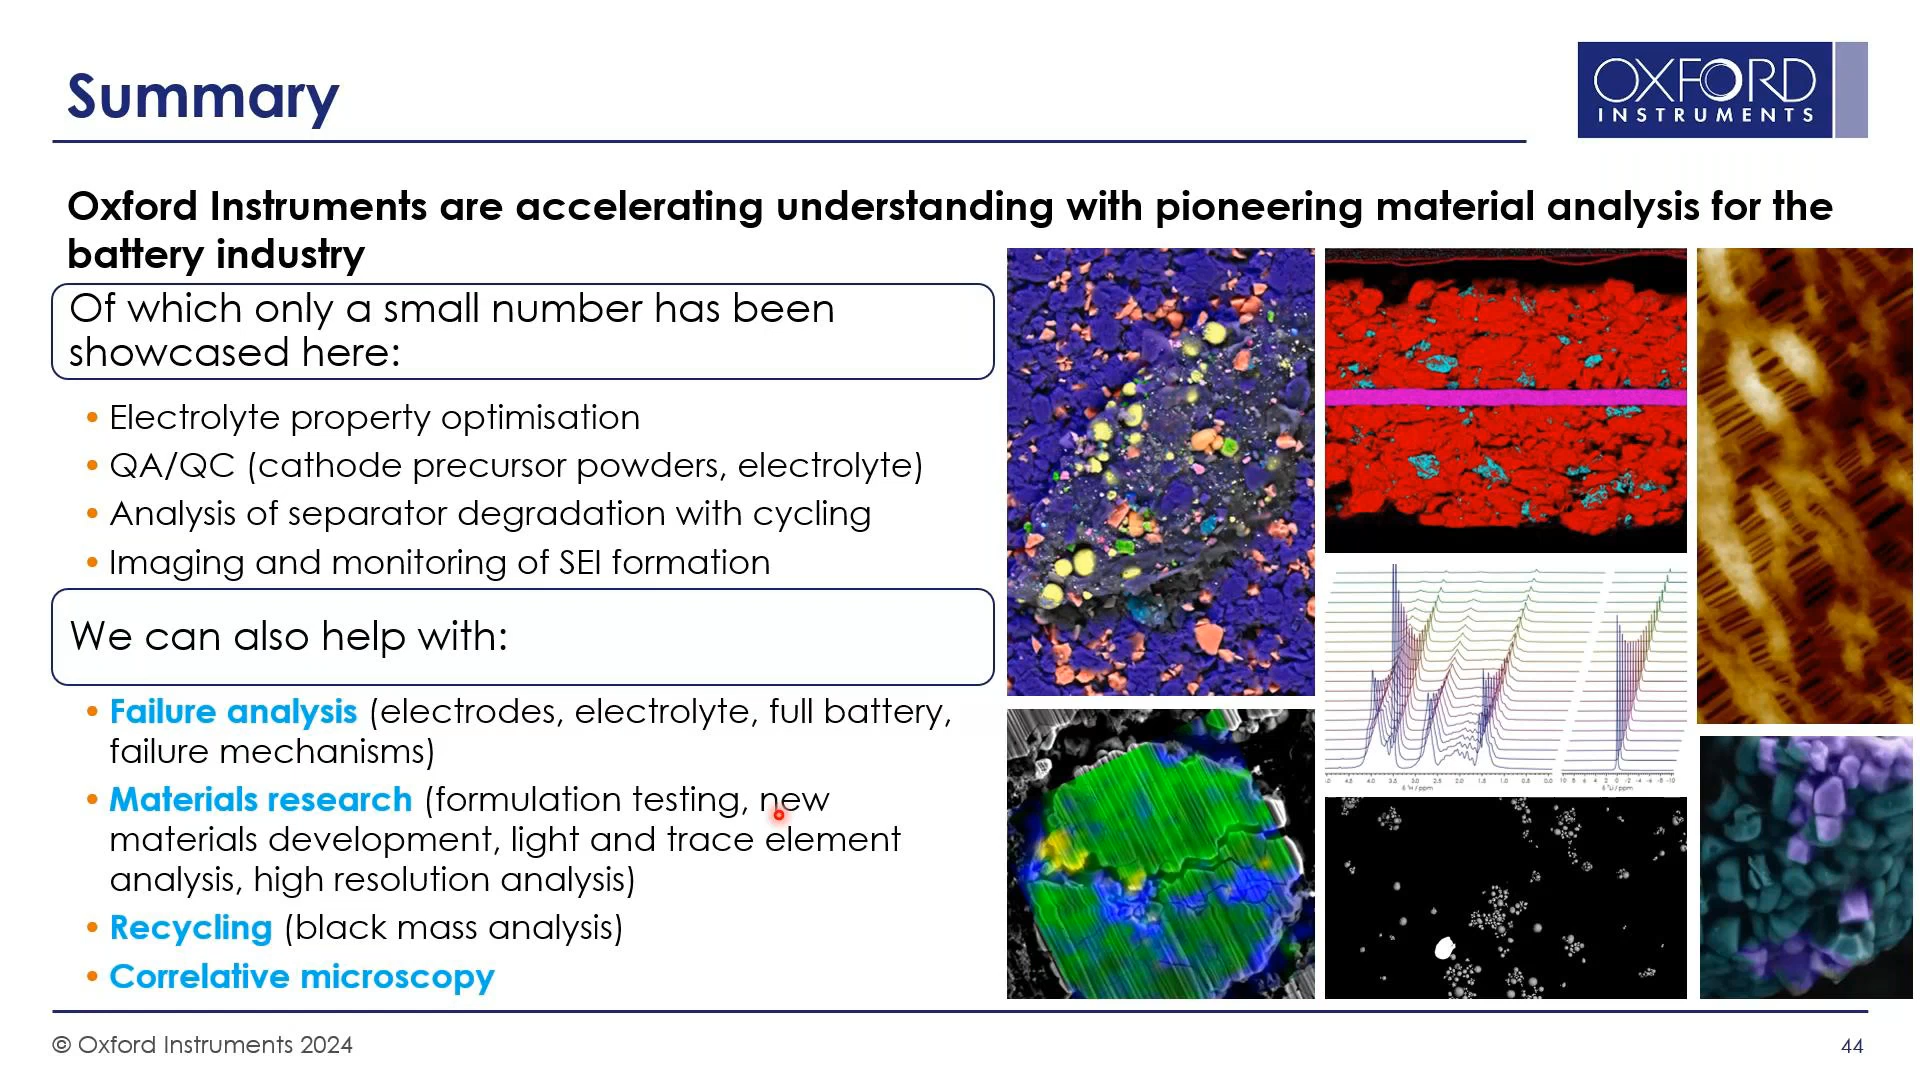 Summary
OXFORD
INSTRUMENTS
Oxford Instruments are accelerating understanding with pioneering material analysis for the
battery industry
Of which only a small number has been
showcased here:
• Electrolyte property optimisation
• QA/QC (cathode precursor powders, electrolyte)
• Analysis of separator degradation with cycling
• Imaging and monitoring of SEI formation
We can also help with:
• Failure analysis (electrodes, electrolyte, full battery,
failure mechanisms)
• Materials research (formulation testing, new
materials development, light and trace element
analysis, high resolution analysis)
• Recycling (black mass analysis)
• Correlative microscopy
© Oxford Instruments 2024
44